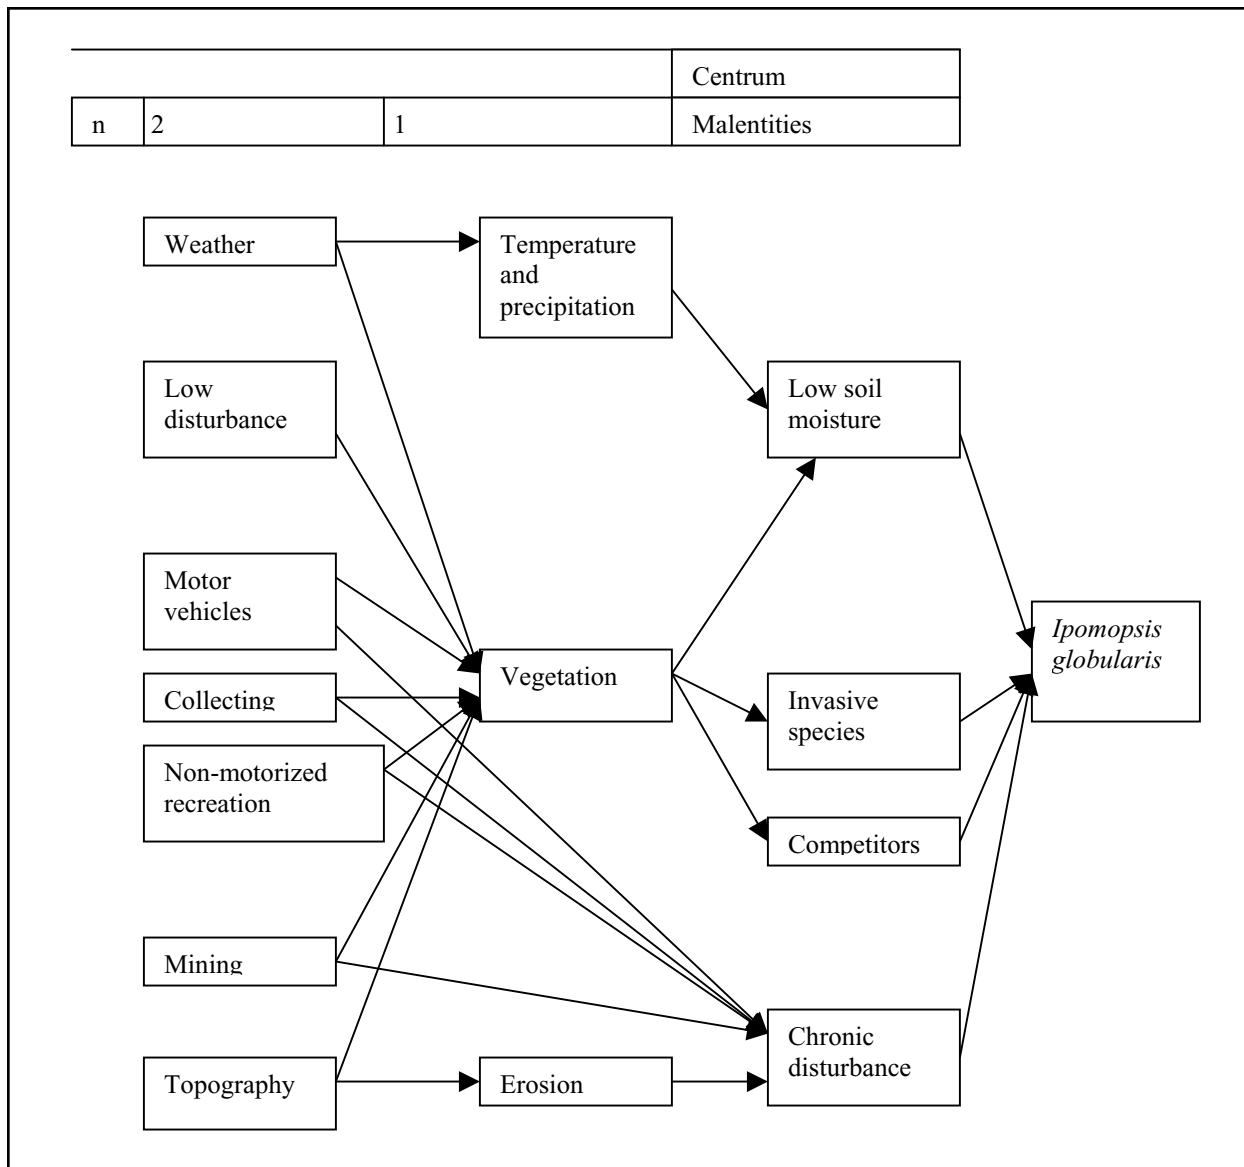 Centrum
n 2 1 Malentities
Weather
Temperature
and
precipitation
Low
disturbance
Low soil
moisture
Motor
vehicles
Ipomopsis
globularis
Vegetation
Collecting
Invasive
species
Non-motorized
recreation
Competitors
Mining
Chronic
disturbance
Topography
Erosion